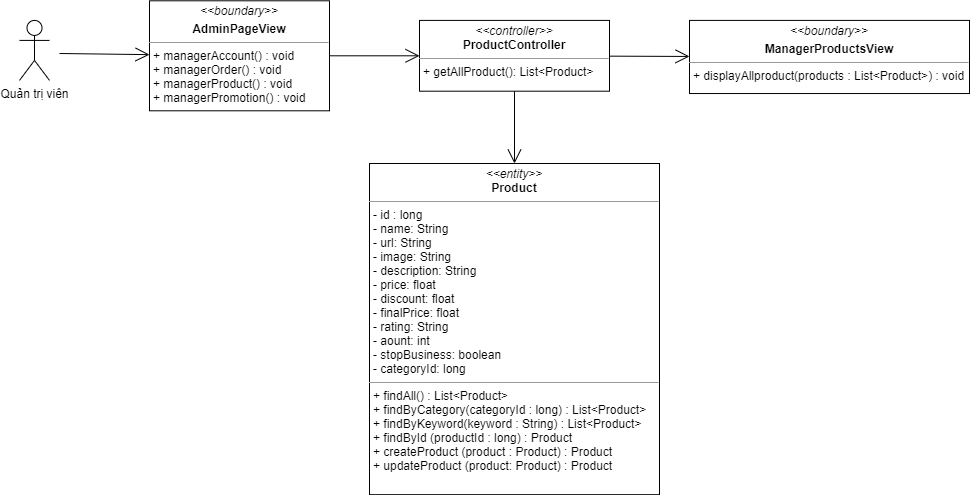 Quản trị viên
<<boundary>>
AdminPageView
+ managerAccount() : void
+ managerOrder() : void
+ managerProduct() : void
+ managerPromotion() : void
<<controller>>
ProductController
+ getAllProduct(): List<Product>
<<boundary>>
ManagerProductsView
+ displayAllproduct(products : List<Product>) : void
<<entity>>
Product
- id : long
- name: String
- url: String
- image: String
- description: String
- price: float
- discount: float
- finalPrice: float
- rating: String
- aount: int
- stopBusiness: boolean
- categoryId: long
+ findAll() : List<Product>
+ findByCategory(categoryId : long) : List<Product>
+ findByKeyword(keyword : String) : List<Product>
+ findById (productId : long) : Product
+ createProduct (product : Product) : Product
+ updateProduct (product: Product) : Product